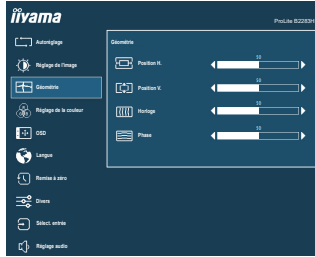 iiyama
ProLite B2283H
Autoréglage
Réglage de l'image
Géométrie
Réglage de la couleur
OSD
Langue
Remise à zéro
Divers
Sélect. entrée
Réglage audio
Géométrie
Position H.
50
Position V.
50
Horloge
50
Phase
50